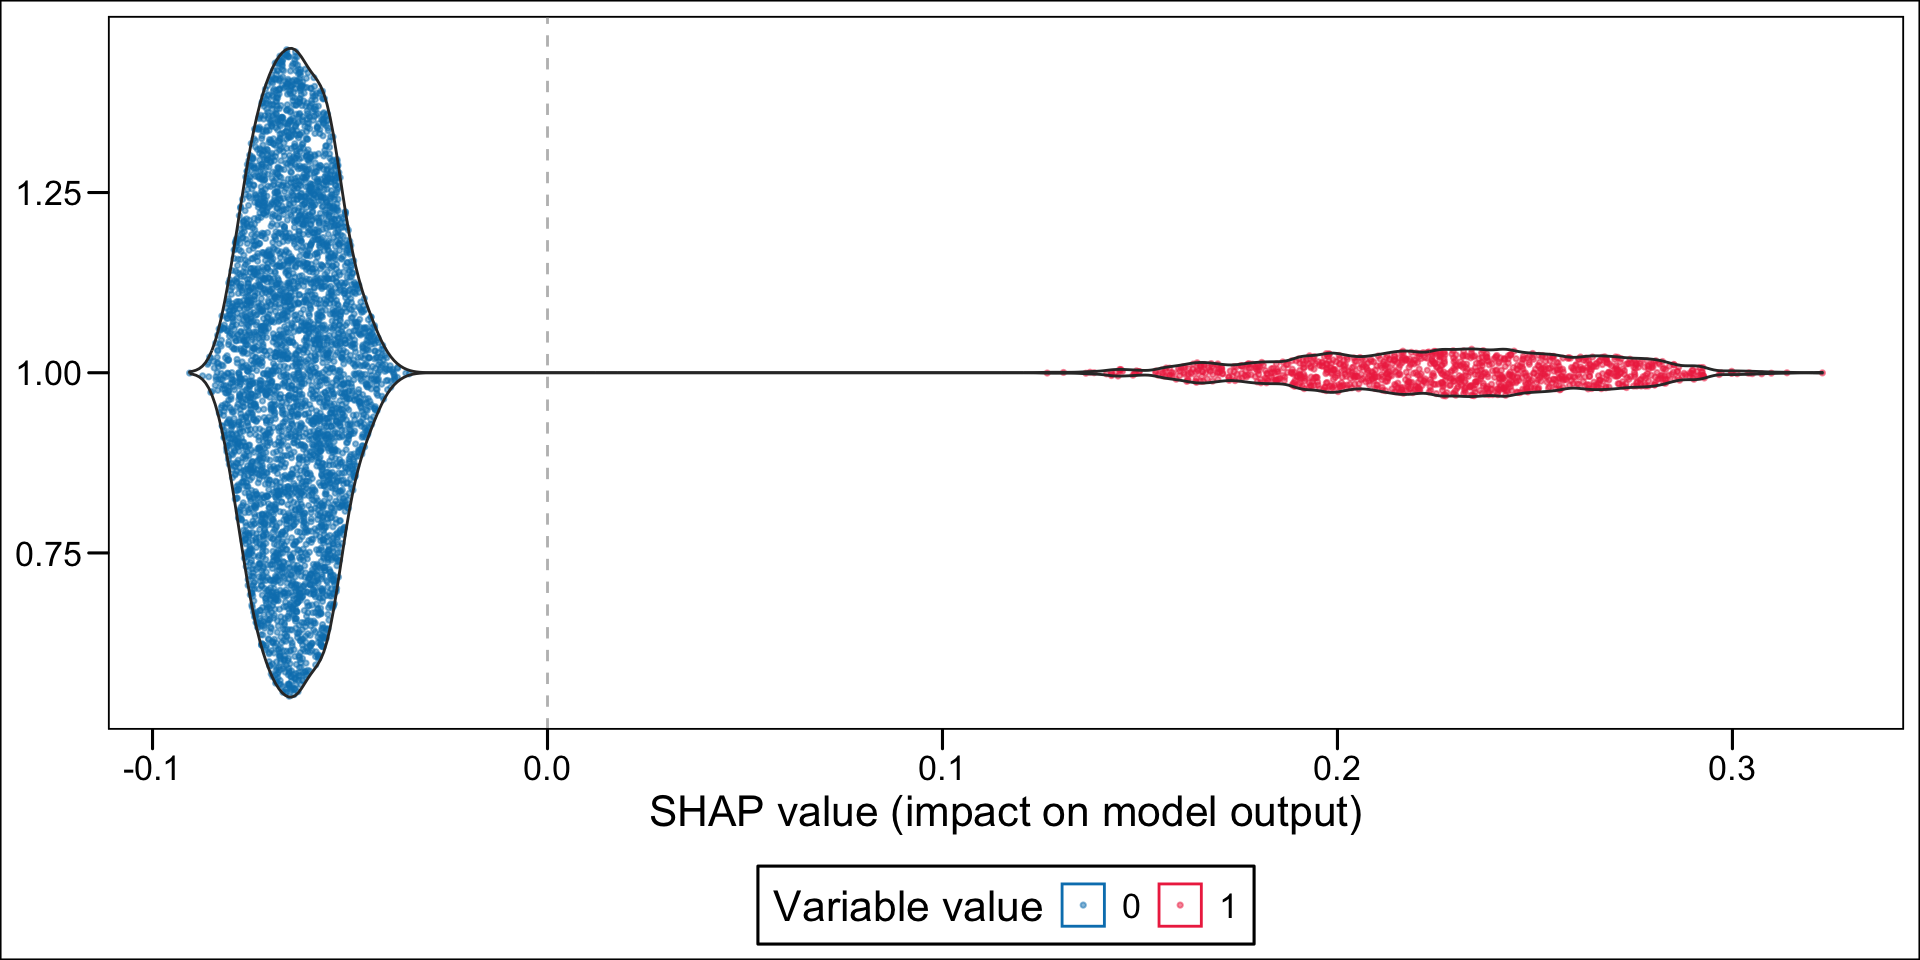 1.25
1.00
0.75
-0.1 0.0 0.1 0.2 0.3
SHAP value (impact on model output)
Variable value 0 1